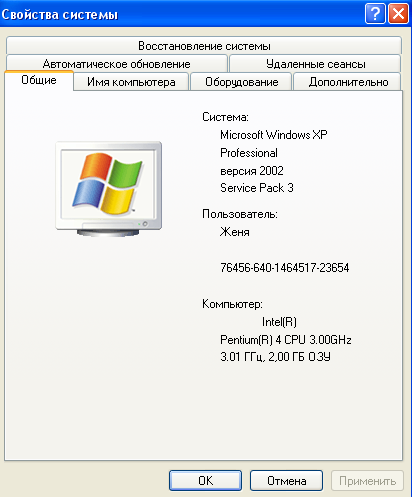 Свойства системы
Восстановление системы
Автоматическое обновление
Удаленные сеансы
Общие
Имя компьютера
Оборудование
Дополнительно
Система:
Microsoft Windows XP
Professional
версия 2002
Service Pack 3
Пользователь:
Женя
76456-640-1464517-23654
Компьютер:
Intel(R)
Pentium(R) 4 CPU 3.00GHz
3.01 ГГц, 2,00 ГБ ОЗУ
OK
Отмена
Применить